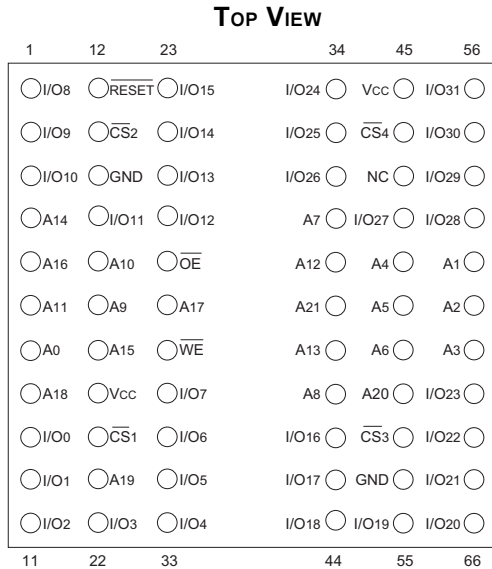 TOP VIEW
1 12 23 34 45 56
I/O8 RESET I/O15 I/O24 VCC I/O31
I/O9 CS2 I/O14 I/O25 CS4 I/O30
I/O10 GND I/O13 I/O26 NC I/O29
A14 I/O11 I/O12 A7 I/O27 I/O28
A16 A10 OE A12 A4 A1
A11 A9 A17 A21 A5 A2
A0 A15 WE A13 A6 A3
A18 VCC I/O7 A8 A20 I/O23
I/O0 CS1 I/O6 I/O16 CS3 I/O22
I/O1 A19 I/O5 I/O17 GND I/O21
I/O2 I/O3 I/O4 I/O18 I/O19 I/O20
11 22 33 44 55 66